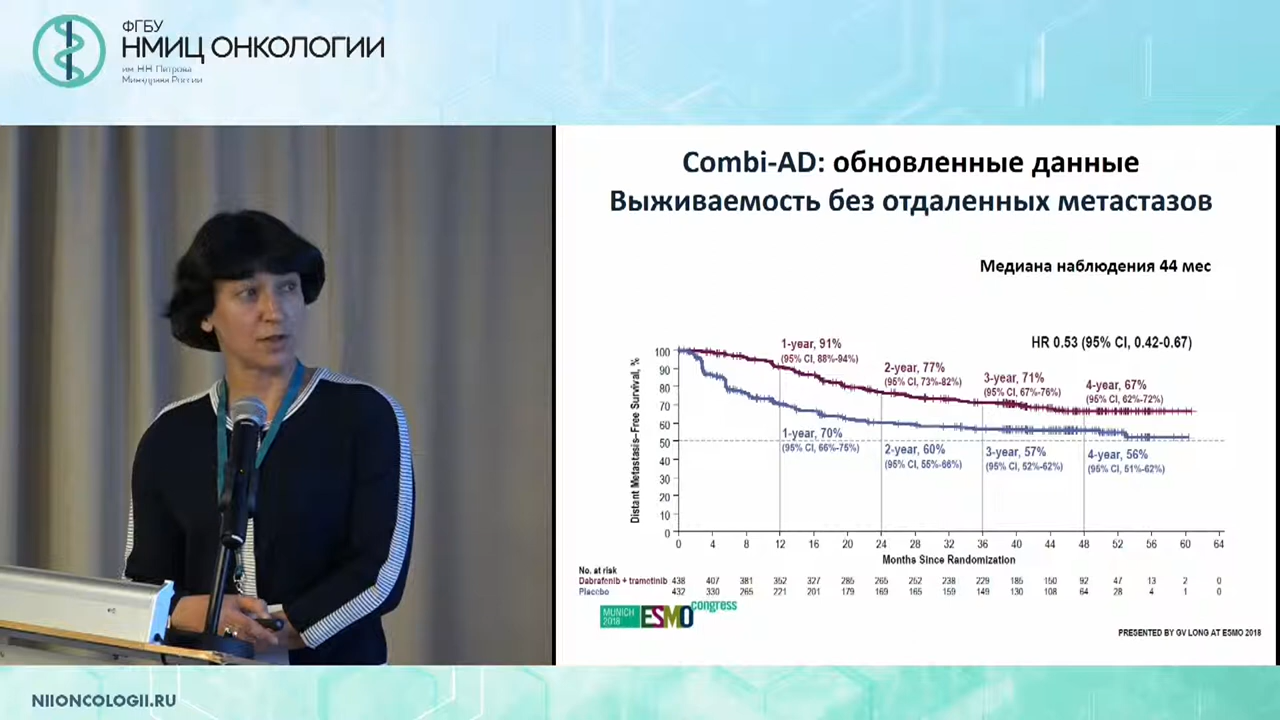 ФГБУ
НМИЦ ОНКОЛОГИИ
им. Н.Н. Петрова
Минздрава России
Combi-AD: обновленные данные
Выживаемость без отдаленных метастазов
Медиана наблюдения 44 мес
HR 0.53 (95% CI, 0.42-0.67)
1-year, 91%
(95% CI, 88%-94%)
2-year, 77%
(95% CI, 73%-82%)
3-year, 71%
(95% CI, 67%-76%)
4-year, 67%
(95% CI, 62%-72%)
1-year, 70%
(95% CI, 66%-75%)
2-year, 60%
(95% CI, 55%-66%)
3-year, 57%
(95% CI, 52%-62%)
4-year, 56%
(95% CI, 51%-62%)
Distant Metastasis–Free Survival, %
100
90
80
70
60
50
40
30
20
10
0
0 4 8 12 16 20 24 28 32 36 40 44 48 52 56 60 64
Months Since Randomization
No. at risk
Dabrafenib + trametinib 438 407 381 352 327 285 265 252 238 229 185 150 92 47 13 2 0
Placebo 432 330 265 221 201 179 169 165 159 149 130 108 64 28 4 1 0
MUNICH
2018
ESMO congress
PRESENTED BY GV LONG AT ESMO 2018
NIIONCOLOGII.RU